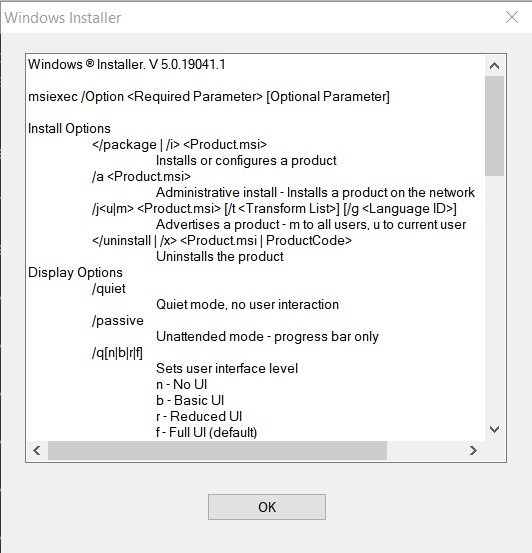 Windows Installer
Windows ® Installer. V 5.0.19041.1
msiexec /Option <Required Parameter> [Optional Parameter]
Install Options
</package | /i> <Product.msi>
Installs or configures a product
/a <Product.msi>
Administrative install - Installs a product on the network
/j<u|m> <Product.msi> [/t <Transform List>] [/g <Language ID>]
Advertises a product - m to all users, u to current user
</uninstall | /x> <Product.msi | ProductCode>
Uninstalls the product
Display Options
/quiet
Quiet mode, no user interaction
/passive
Unattended mode - progress bar only
/q[n|b|r|f]
Sets user interface level
n - No UI
b - Basic UI
r - Reduced UI
f - Full UI (default)
OK